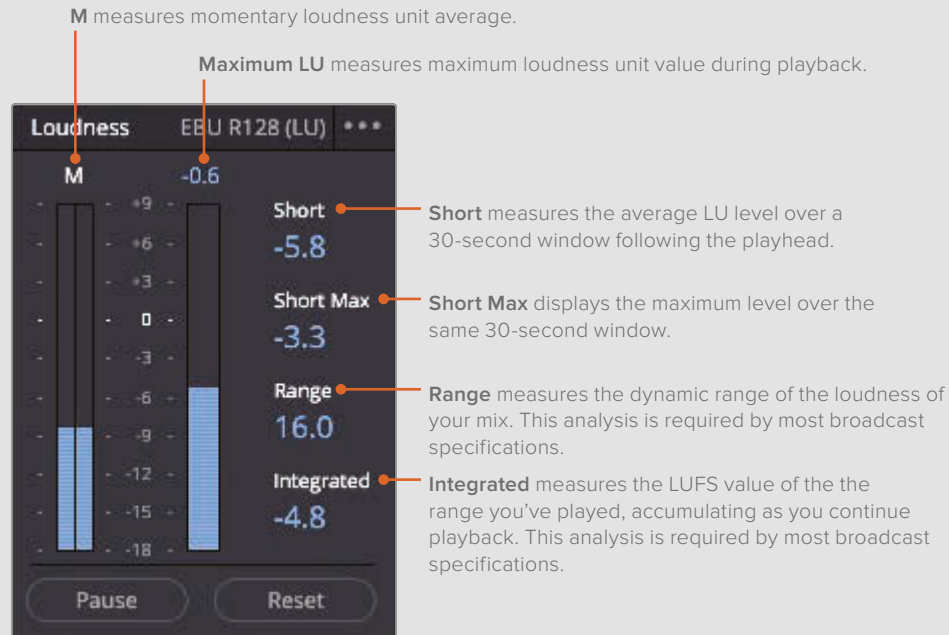 M measures momentary loudness unit average.
Maximum LU measures maximum loudness unit value during playback.
Loudness EBU R128 (LU)
M -0.6
+9
+6
+3
0
-3
-6
-9
-12
-15
-18
Short
-5.8
Short Max
-3.3
Range
16.0
Integrated
-4.8
Pause Reset
Short measures the average LU level over a
30-second window following the playhead.
Short Max displays the maximum level over the
same 30-second window.
Range measures the dynamic range of the loudness of
your mix. This analysis is required by most broadcast
specifications.
Integrated measures the LUFS value of the the
range you’ve played, accumulating as you continue
playback. This analysis is required by most broadcast
specifications.